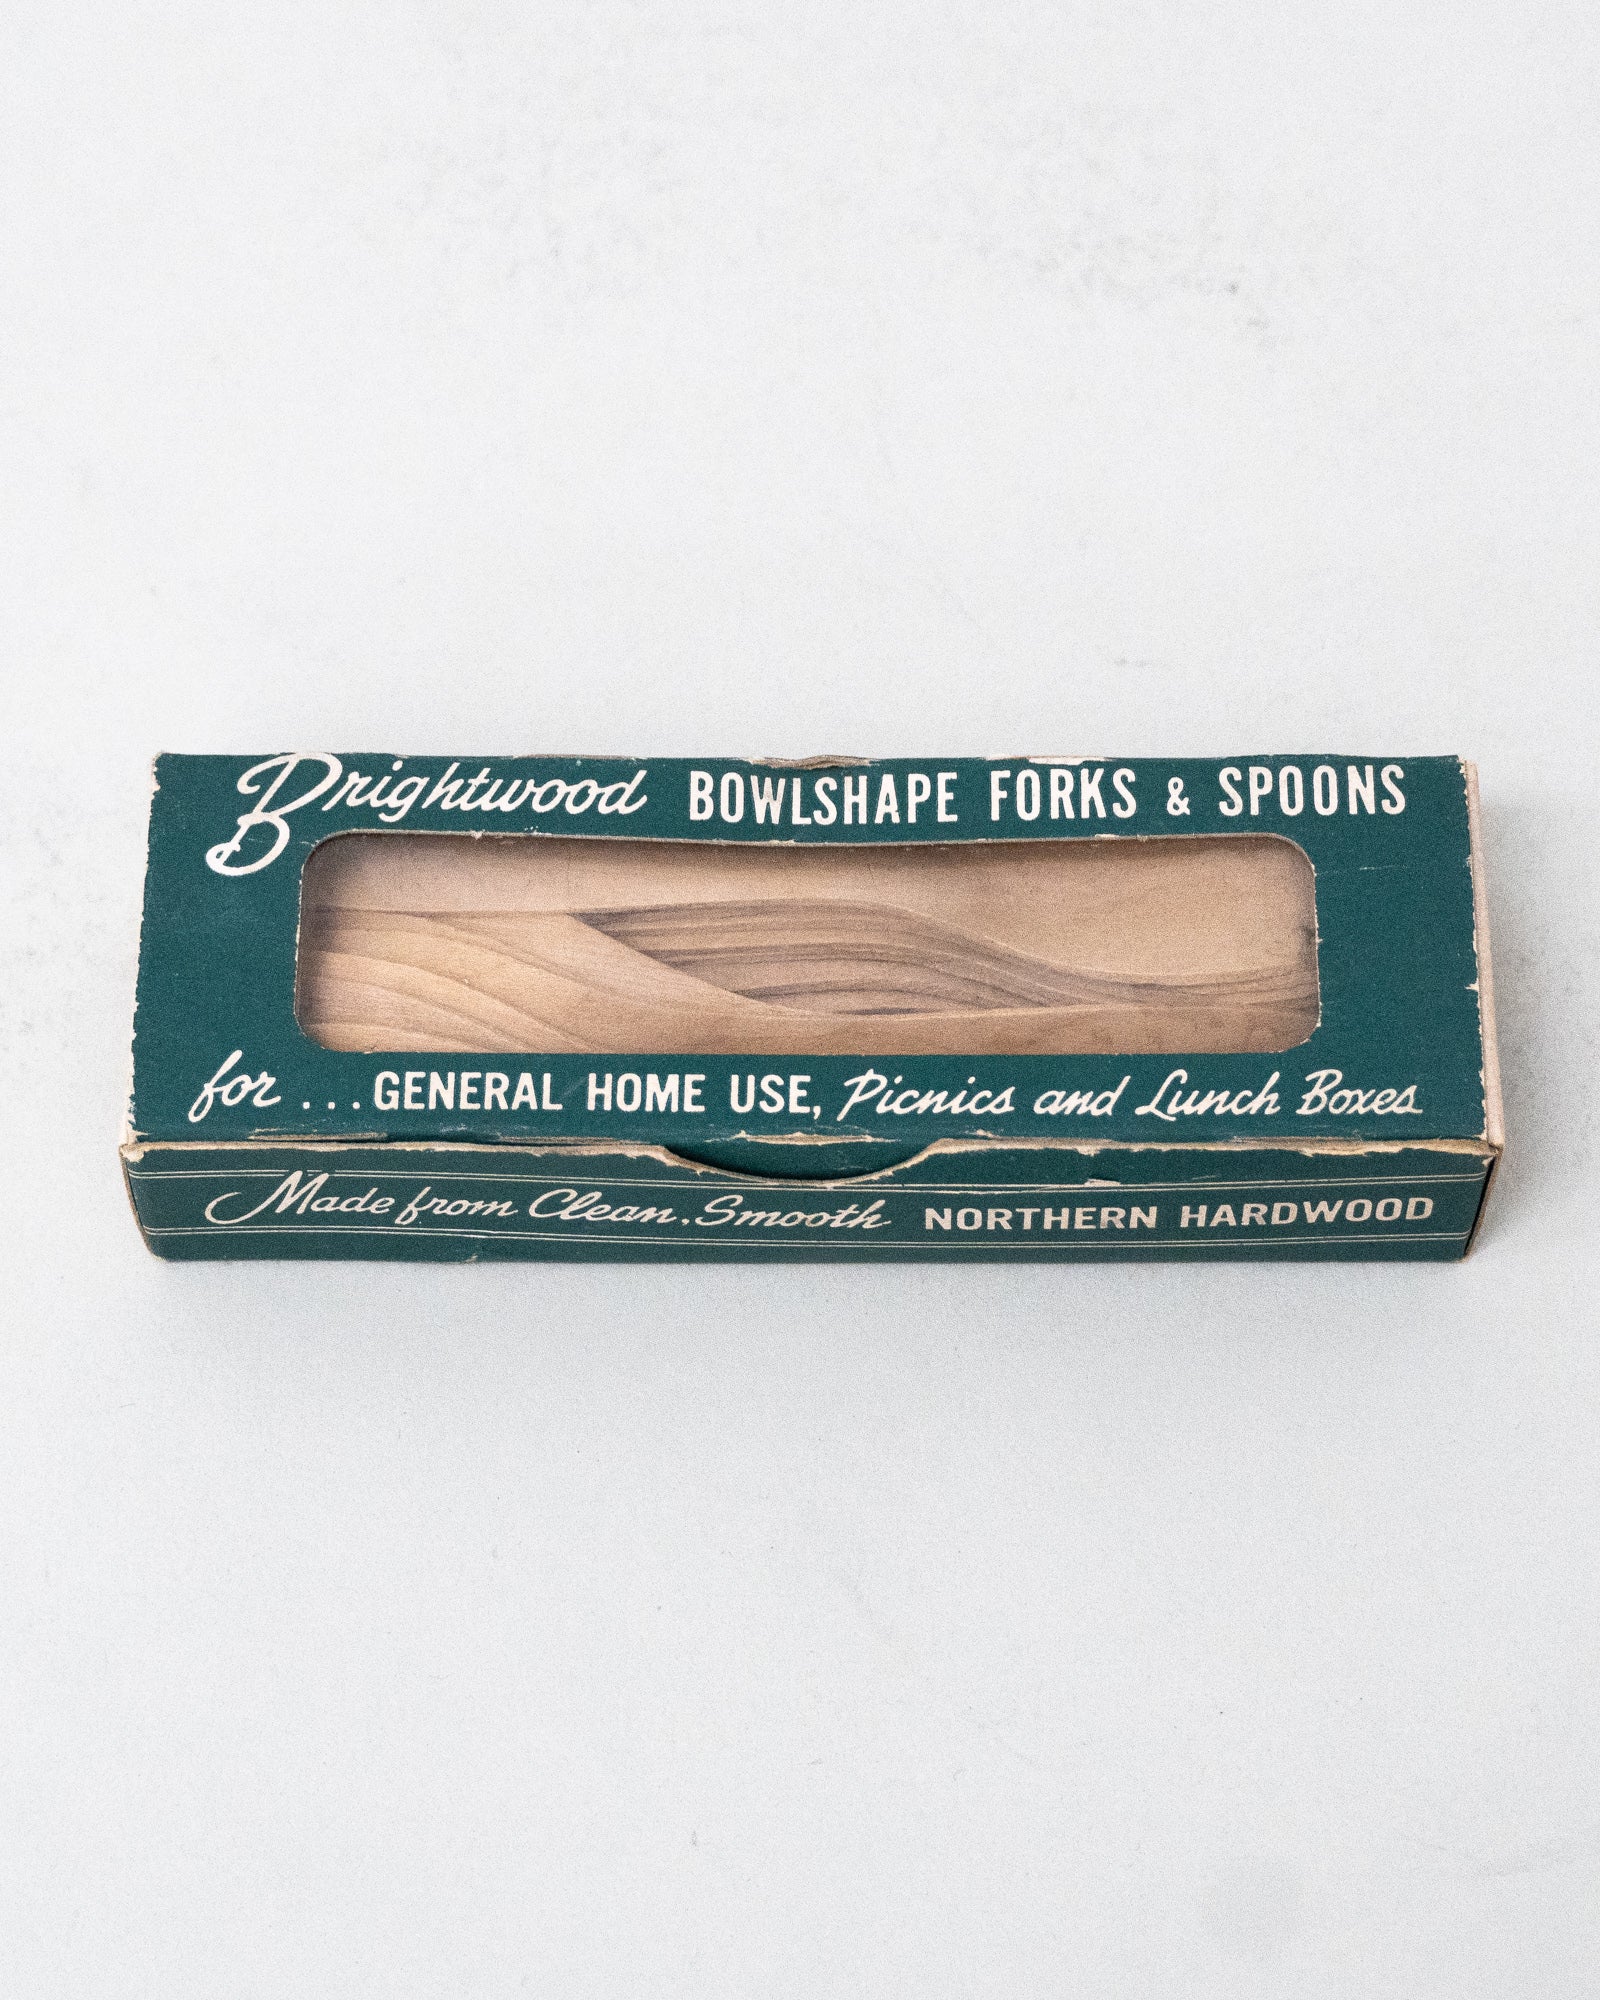 Brightwood BOWLSHAPE FORKS & SPOONS
for ... GENERAL HOME USE, Picnics and Lunch Boxes
Made from Clean, Smooth NORTHERN HARDWOOD